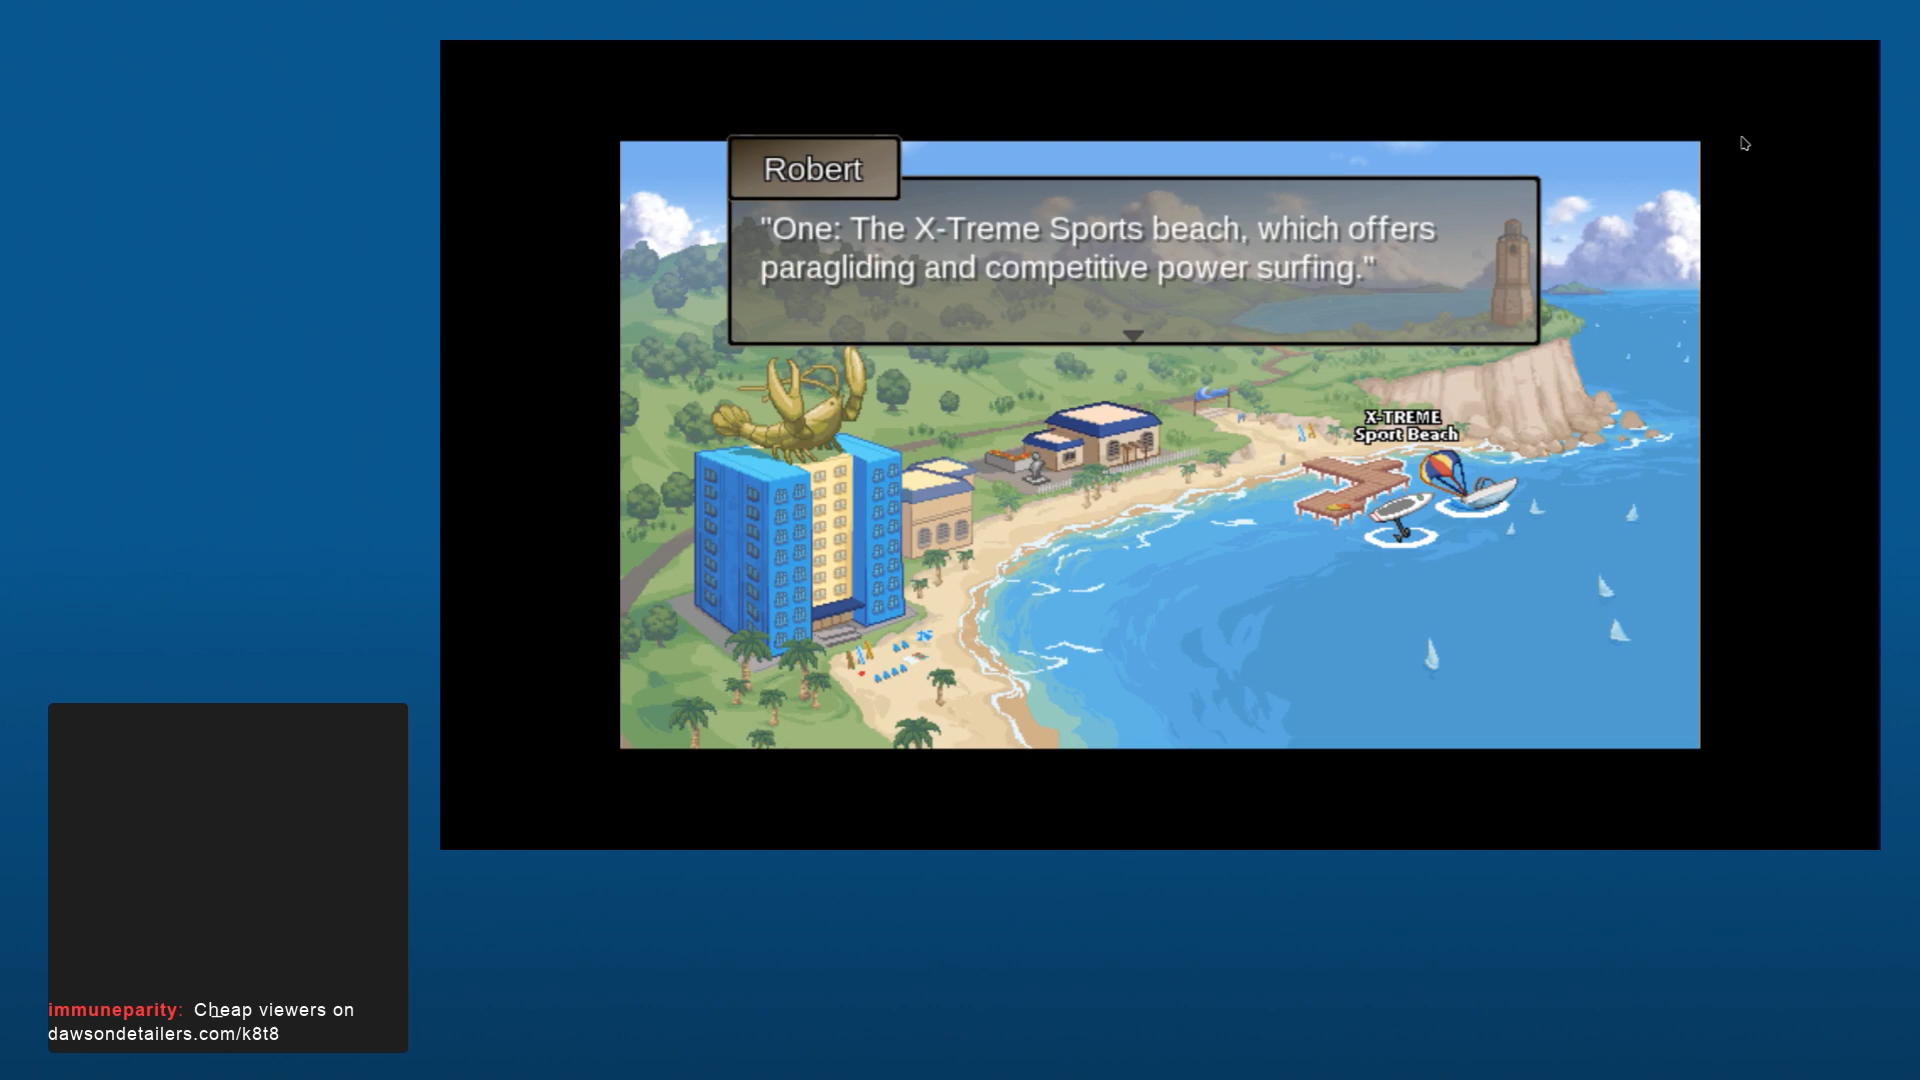 Robert
"One: The X-Treme Sports beach, which offers
paragliding and competitive power surfing."
X-TREME
Sport Beach
immuneparity: Cheap viewers on
dawsondetailers.com/k8t8